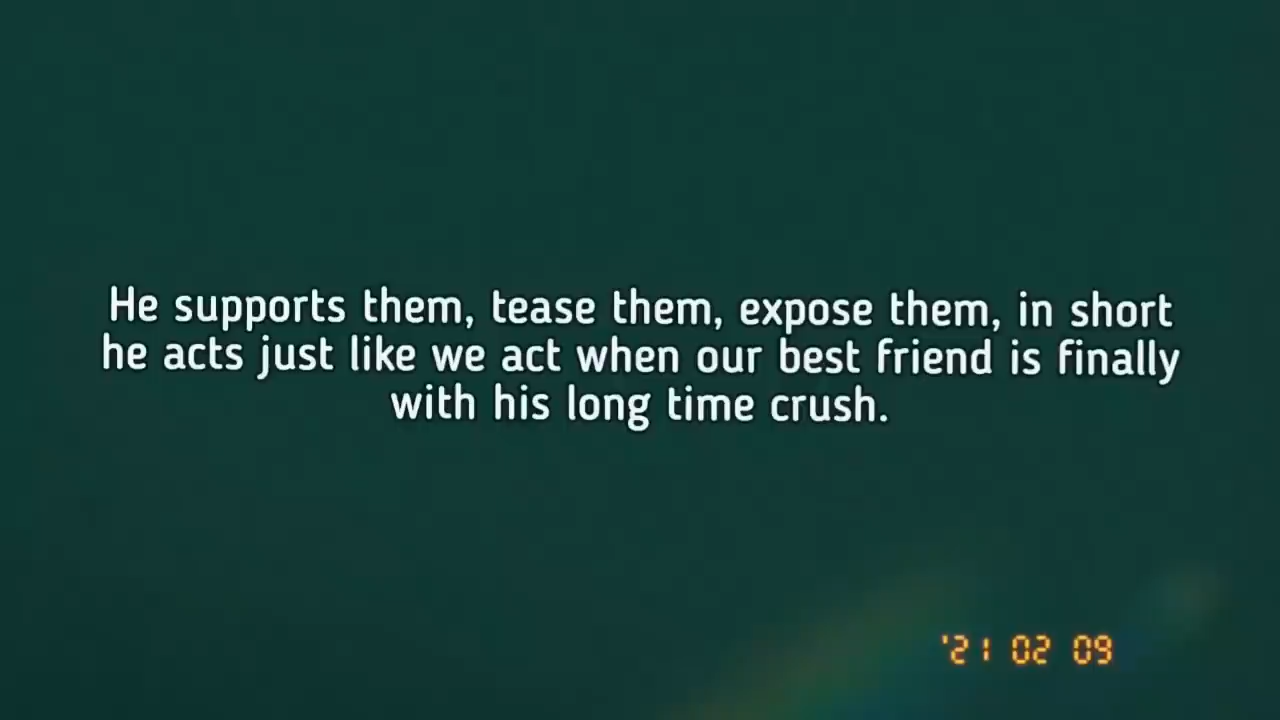 He supports them, tease them, expose them, in short
he acts just like we act when our best friend is finally
with his long time crush.
'21 02 09